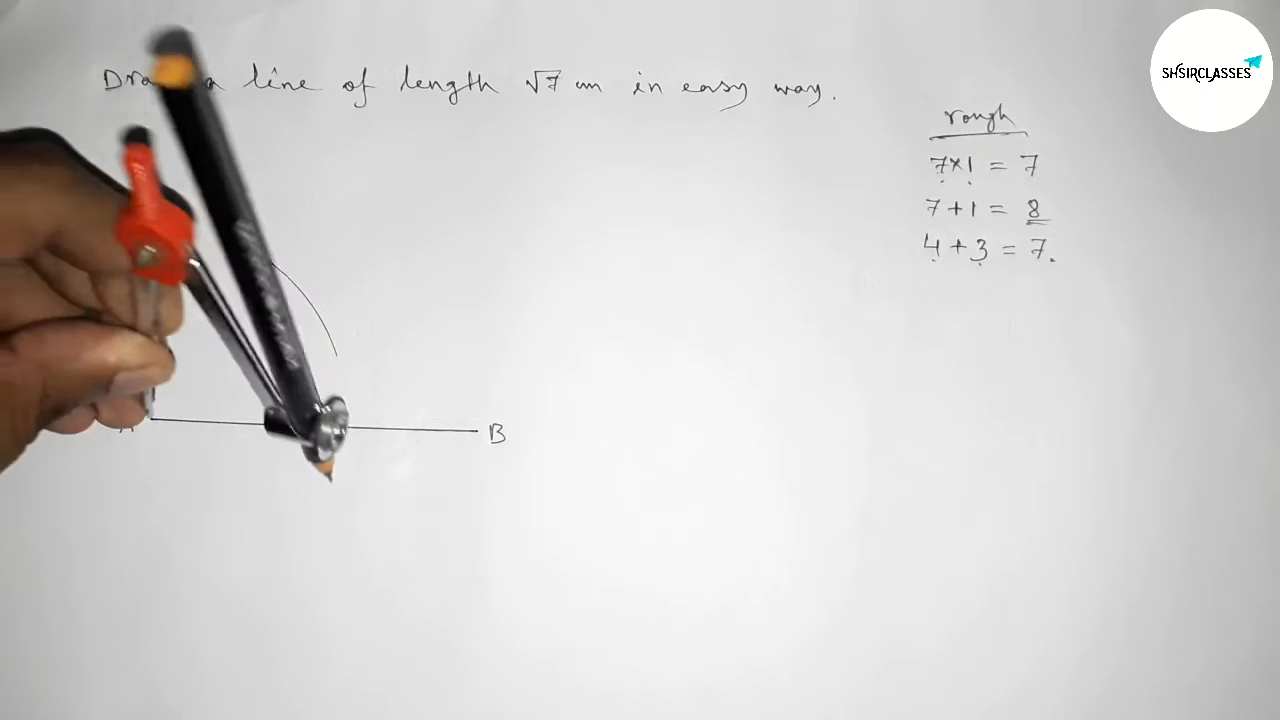 Dra a line of length √7 cm in easy way.
SHSIRCLASSES
rough
7×1 = 7
7+1 = 8
4+3 = 7.
A
B